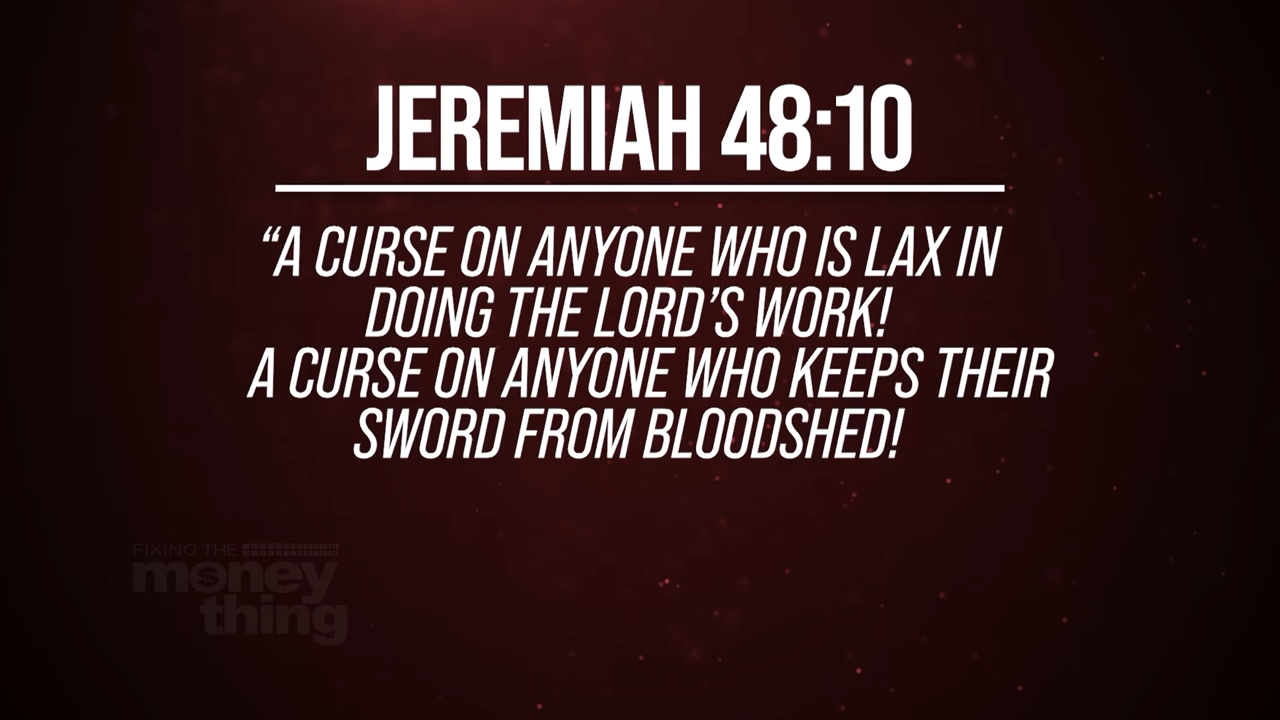 JEREMIAH 48:10
“A CURSE ON ANYONE WHO IS LAX IN
DOING THE LORD’S WORK!
A CURSE ON ANYONE WHO KEEPS THEIR
SWORD FROM BLOODSHED!
FIXING THE
money
thing